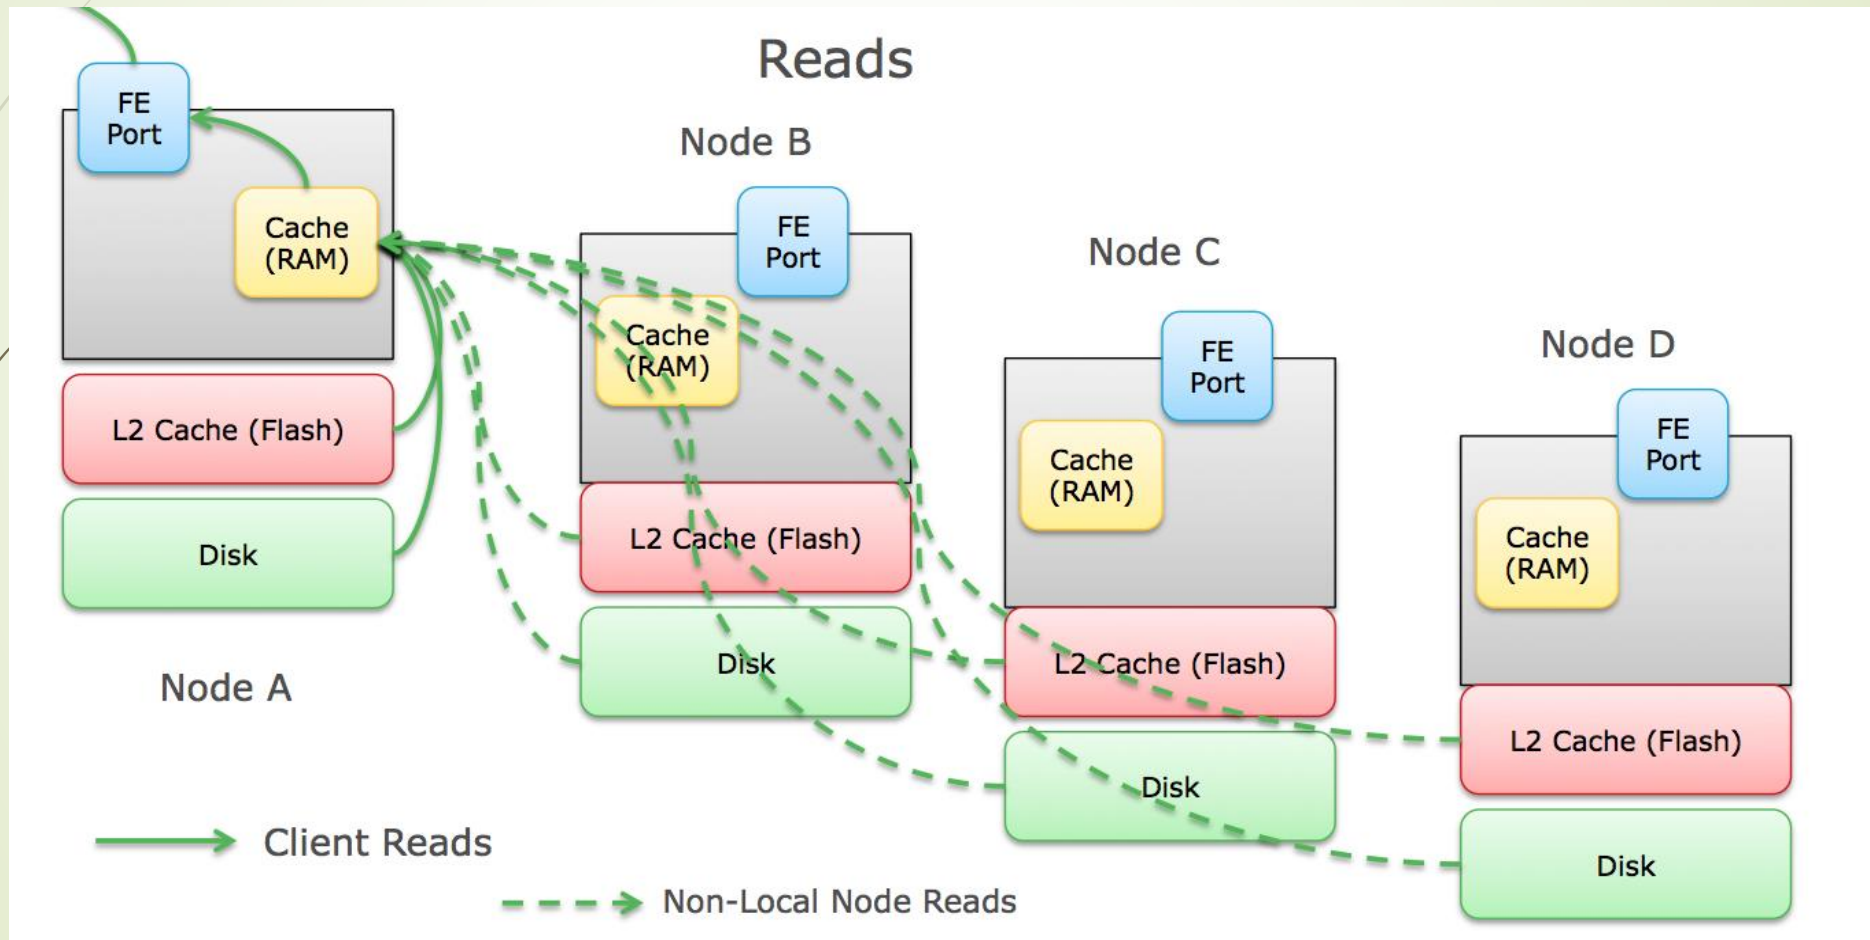 Reads
FE
Port
Cache
(RAM)
L2 Cache (Flash)
Disk
Node A
Node B
FE
Port
Cache
(RAM)
L2 Cache (Flash)
Disk
Node C
FE
Port
Cache
(RAM)
L2 Cache (Flash)
Disk
Node D
FE
Port
Cache
(RAM)
L2 Cache (Flash)
Disk
Client Reads
Non-Local Node Reads